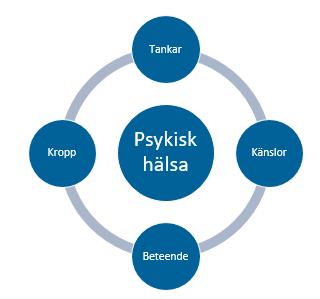 Tankar
Kropp
Psykisk
hälsa
Känslor
Beteende